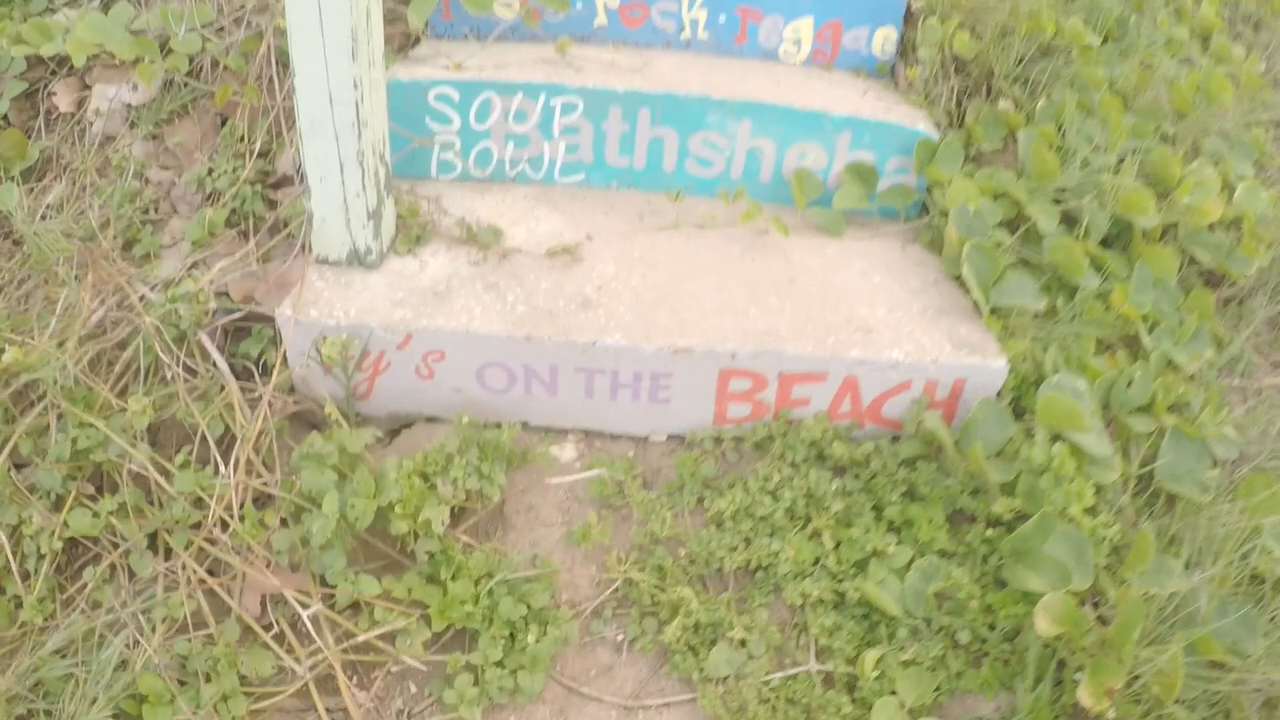 rock · reggae
SOUP
BOWL
Bathsheba
ON THE BEACH